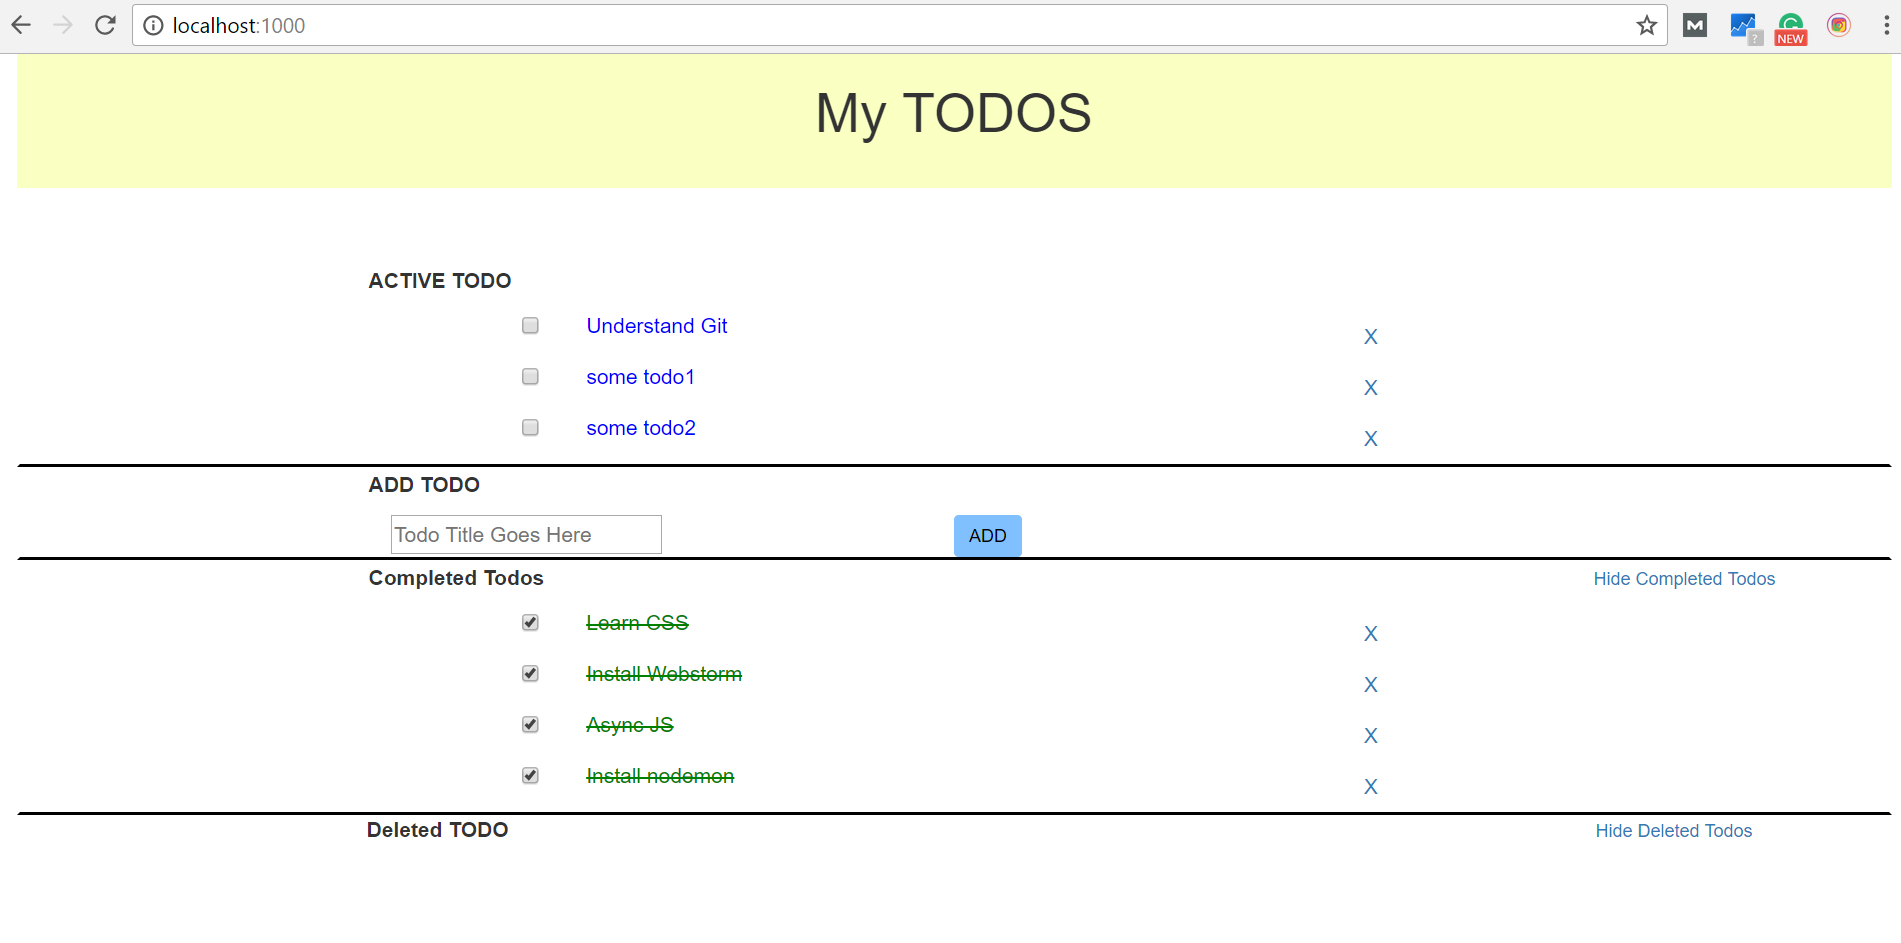 localhost:1000
NEW
?
My TODOS
ACTIVE TODO
Understand Git X
some todo1 X
some todo2 X
ADD TODO
Todo Title Goes Here ADD
Completed Todos Hide Completed Todos
Learn CSS X
Install Webstorm X
Async JS X
Install nodemon X
Deleted TODO Hide Deleted Todos